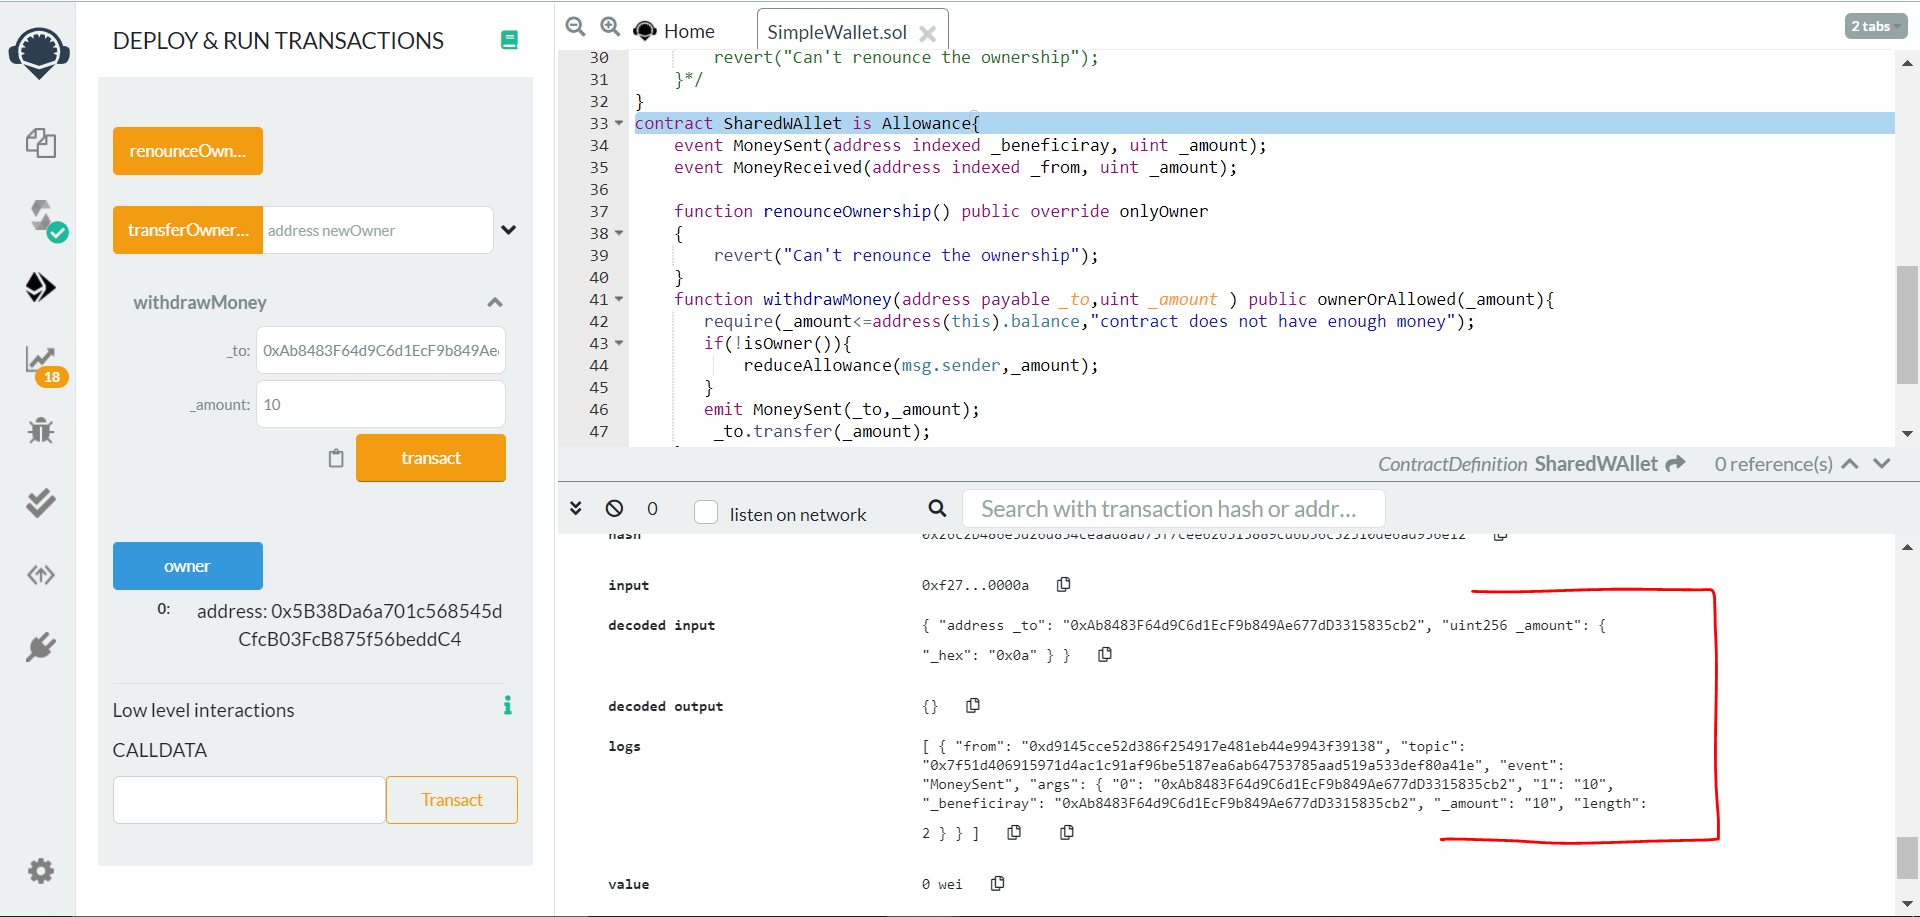 DEPLOY & RUN TRANSACTIONS
renounceOwn...
transferOwner...
address newOwner
withdrawMoney
_to:
0xAb8483F64d9C6d1EcF9b849Ae
_amount:
10
transact
owner
0:
address: 0x5B38Da6a701c568545d
CfcB03FcB875f56beddC4
Low level interactions
i
CALLDATA
Transact
18
Home
SimpleWallet.sol
2 tabs
30 revert("Can't renounce the ownership");
31 }*/
32 }
33 contract SharedWAllet is Allowance{
34 event MoneySent(address indexed _beneficiray, uint _amount);
35 event MoneyReceived(address indexed _from, uint _amount);
36
37 function renounceOwnership() public override onlyOwner
38 {
39 revert("Can't renounce the ownership");
40 }
41 function withdrawMoney(address payable _to,uint _amount ) public ownerOrAllowed(_amount){
42 require(_amount<=address(this).balance,"contract does not have enough money");
43 if(!isOwner()){
44 reduceAllowance(msg.sender,_amount);
45 }
46 emit MoneySent(_to,_amount);
47 _to.transfer(_amount);
ContractDefinition SharedWAllet 0 reference(s)
0
listen on network
Search with transaction hash or addr...
hash
input 0xf27...0000a
decoded input { "address _to": "0xAb8483F64d9C6d1EcF9b849Ae677dD3315835cb2", "uint256 _amount": {
"_hex": "0x0a" } }
decoded output {}
logs [ { "from": "0xd9145cce52d386f254917e481eb44e9943f39138", "topic":
"0x7f51d406915971d4ac1c91af96be5187ea6ab64753785aad519a533def80a41e", "event":
"MoneySent", "args": { "0": "0xAb8483F64d9C6d1EcF9b849Ae677dD3315835cb2", "1": "10",
"_beneficiray": "0xAb8483F64d9C6d1EcF9b849Ae677dD3315835cb2", "_amount": "10", "length":
2 } } ]
value 0 wei